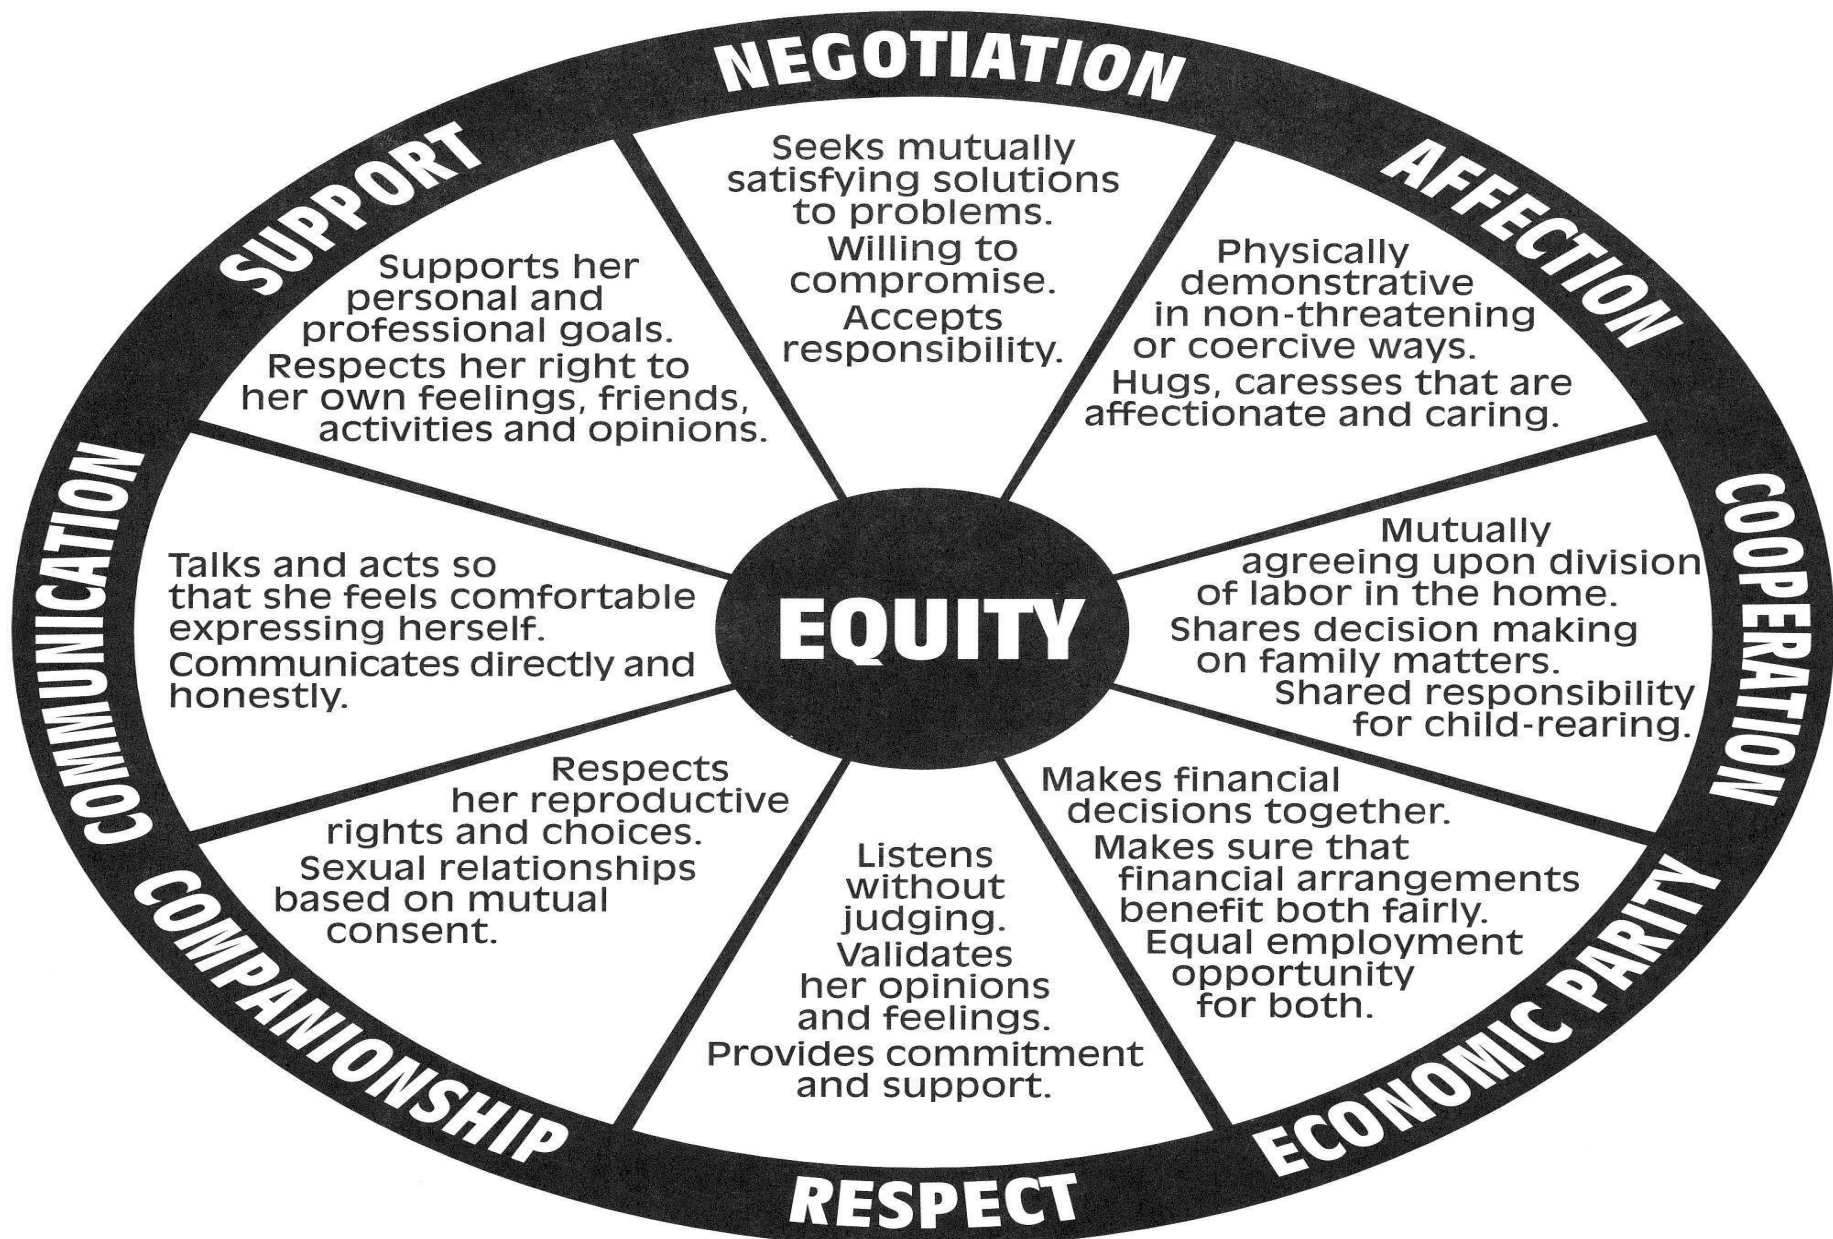 NEGOTIATION
Seeks mutually
satisfying solutions
to problems.
Willing to
compromise.
Accepts
responsibility.
AFFECTION
Physically
demonstrative
in non-threatening
or coercive ways.
Hugs, caresses that are
affectionate and caring.
COOPERATION
Mutually
agreeing upon division
of labor in the home.
Shares decision making
on family matters.
Shared responsibility
for child-rearing.
ECONOMIC PARITY
Makes financial
decisions together.
Makes sure that
financial arrangements
benefit both fairly.
Equal employment
opportunity
for both.
RESPECT
Listens
without
judging.
Validates
her opinions
and feelings.
Provides commitment
and support.
COMPANIONSHIP
Respects
her reproductive
rights and choices.
Sexual relationships
based on mutual
consent.
COMMUNICATION
Talks and acts so
that she feels comfortable
expressing herself.
Communicates directly and
honestly.
SUPPORT
Supports her
personal and
professional goals.
Respects her right to
her own feelings, friends,
activities and opinions.
EQUITY